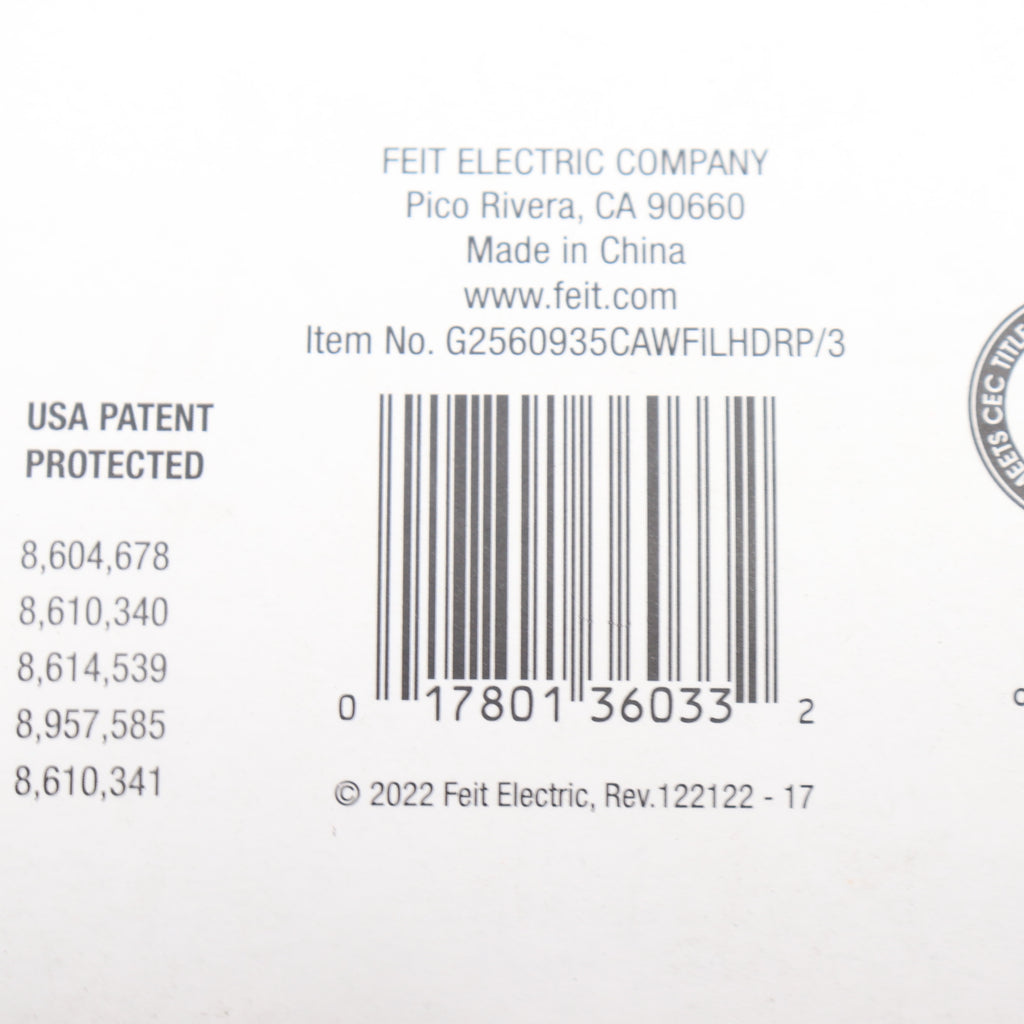 FEIT ELECTRIC COMPANY
Pico Rivera, CA 90660
Made in China
www.feit.com
Item No. G2560935CAWFILHDRP/3
USA PATENT
PROTECTED
8,604,678
8,610,340
8,614,539
8,957,585
8,610,341
0 17801 36033 2
© 2022 Feit Electric, Rev.122122 - 17
CEC